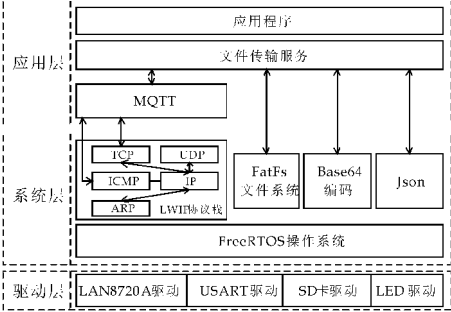 应用程序
应用层
文件传输服务
MQTT
系统层
TCP
UDP
ICMP
IP
ARP
LWIP协议栈
FatFs
文件系统
Base64
编码
Json
FreeRTOS操作系统
驱动层
LAN8720A驱动
USART驱动
SD卡驱动
LED驱动